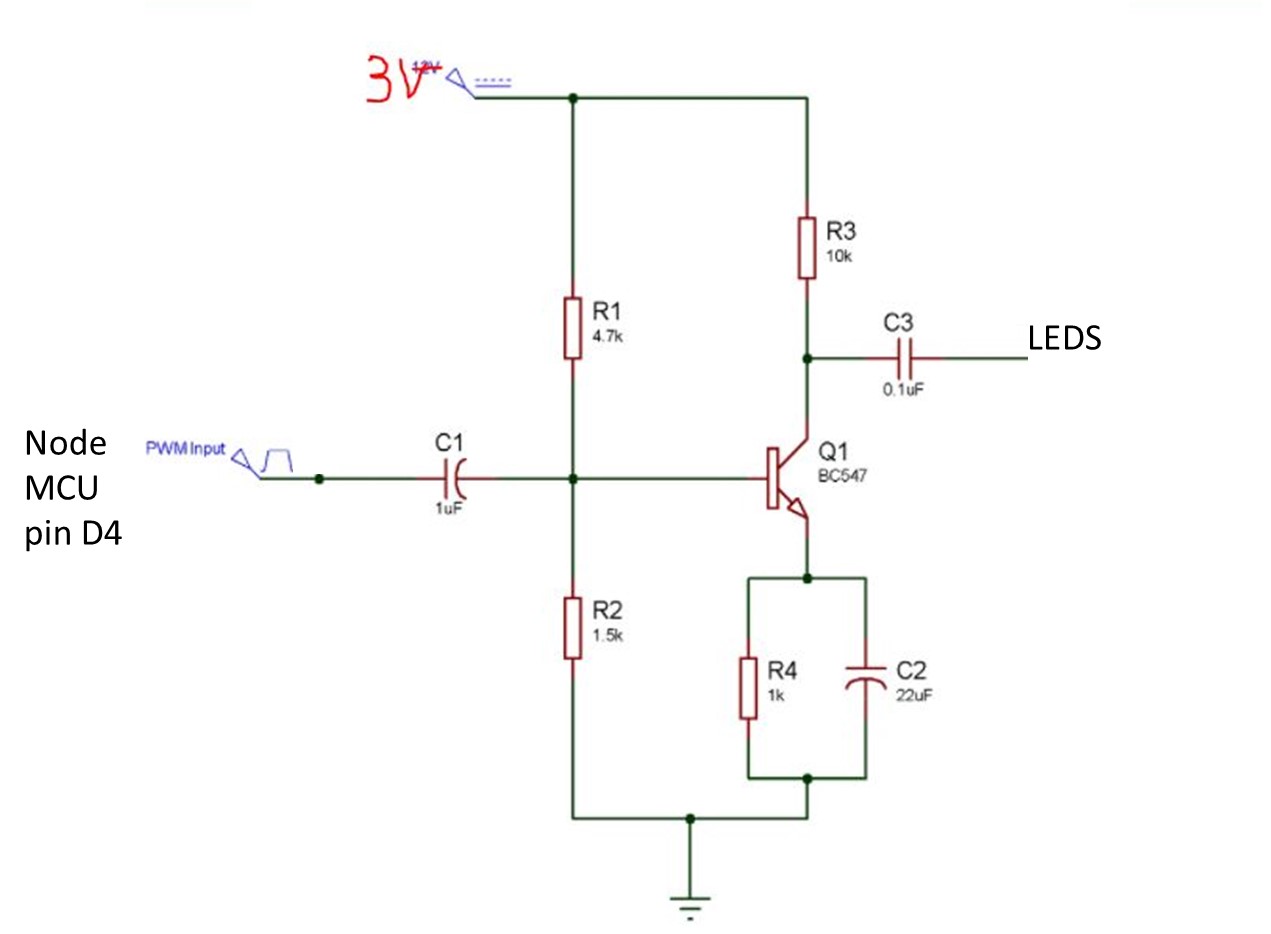 3V
12V
R3
10k
R1
4.7k
C3
0.1uF
LEDS
Node
MCU
pin D4
PWM Input
C1
1uF
Q1
BC547
R2
1.5k
R4
1k
C2
22uF